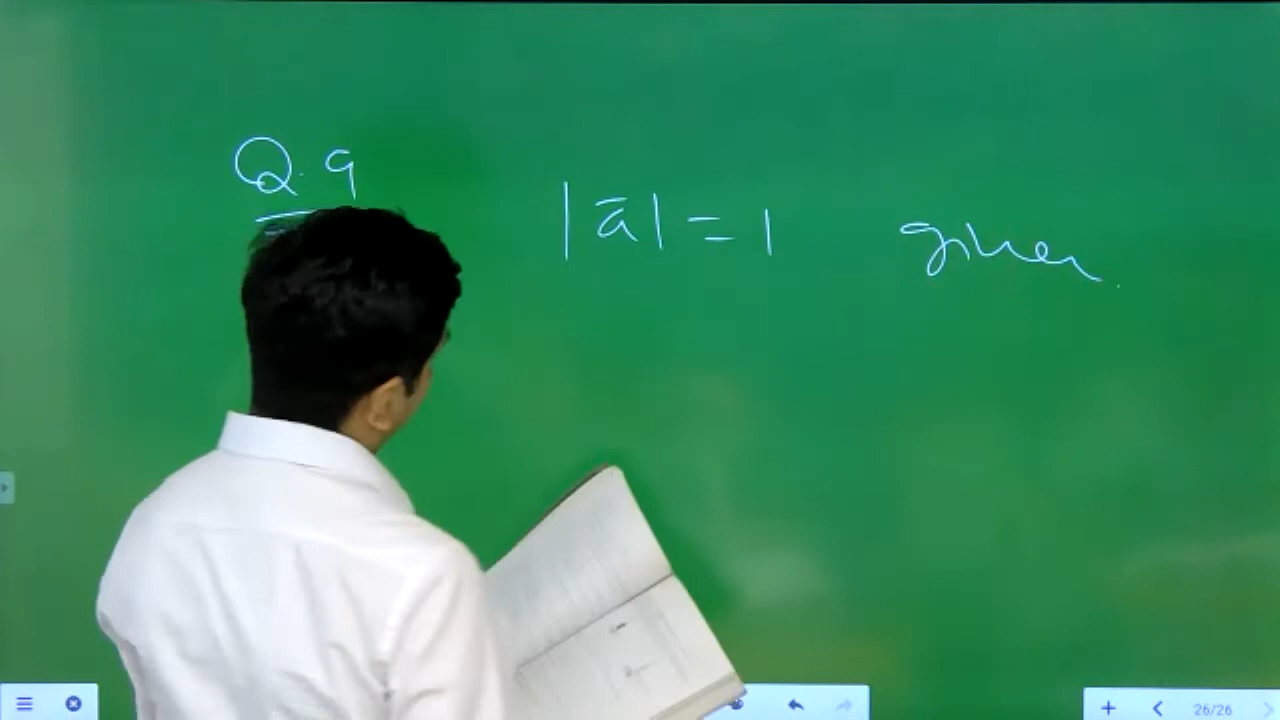 Q. 9
|a̅| = 1 given
26/26